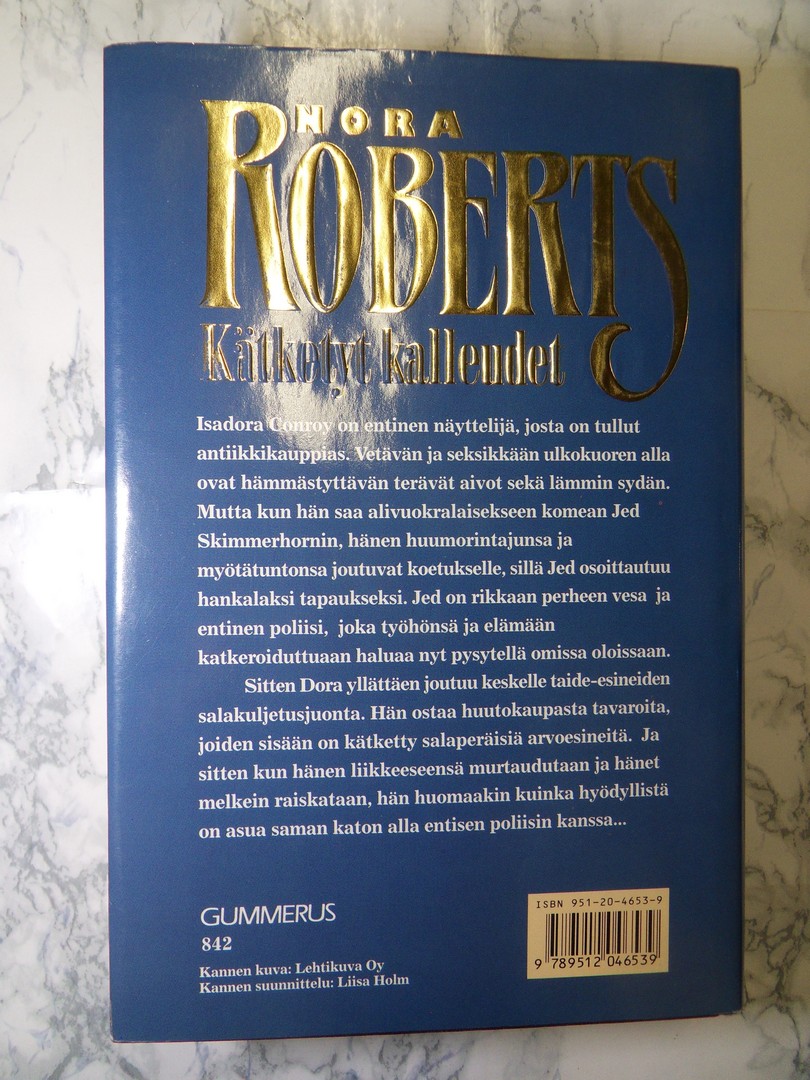 NORA
ROBERTS
Kätketyt kalleudet
Isadora Conroy on entinen näyttelijä, josta on tullut
antiikkikauppias. Vetävän ja seksikkään ulkokuoren alla
ovat hämmästyttävän terävät aivot sekä lämmin sydän.
Mutta kun hän saa alivuokralaisekseen komean Jed
Skimmerhornin, hänen huumorintajunsa ja
myötätuntonsa joutuvat koetukselle, sillä Jed osoittautuu
hankalaksi tapaukseksi. Jed on rikkaan perheen vesa ja
entinen poliisi, joka työhönsä ja elämään
katkeroiduttuaan haluaa nyt pysytellä omissa oloissaan.
Sitten Dora yllättäen joutuu keskelle taide-esineiden
salakuljetusjuonta. Hän ostaa huutokaupasta tavaroita,
joiden sisään on kätketty salaperäisiä arvoesineitä. Ja
sitten kun hänen liikkeeseensä murtaudutaan ja hänet
melkein raiskataan, hän huomaakin kuinka hyödyllistä
on asua saman katon alla entisen poliisin kanssa...
GUMMERUS
842
Kannen kuva: Lehtikuva Oy
Kannen suunnittelu: Liisa Holm
ISBN 951-20-4653-9
9 789512 046539